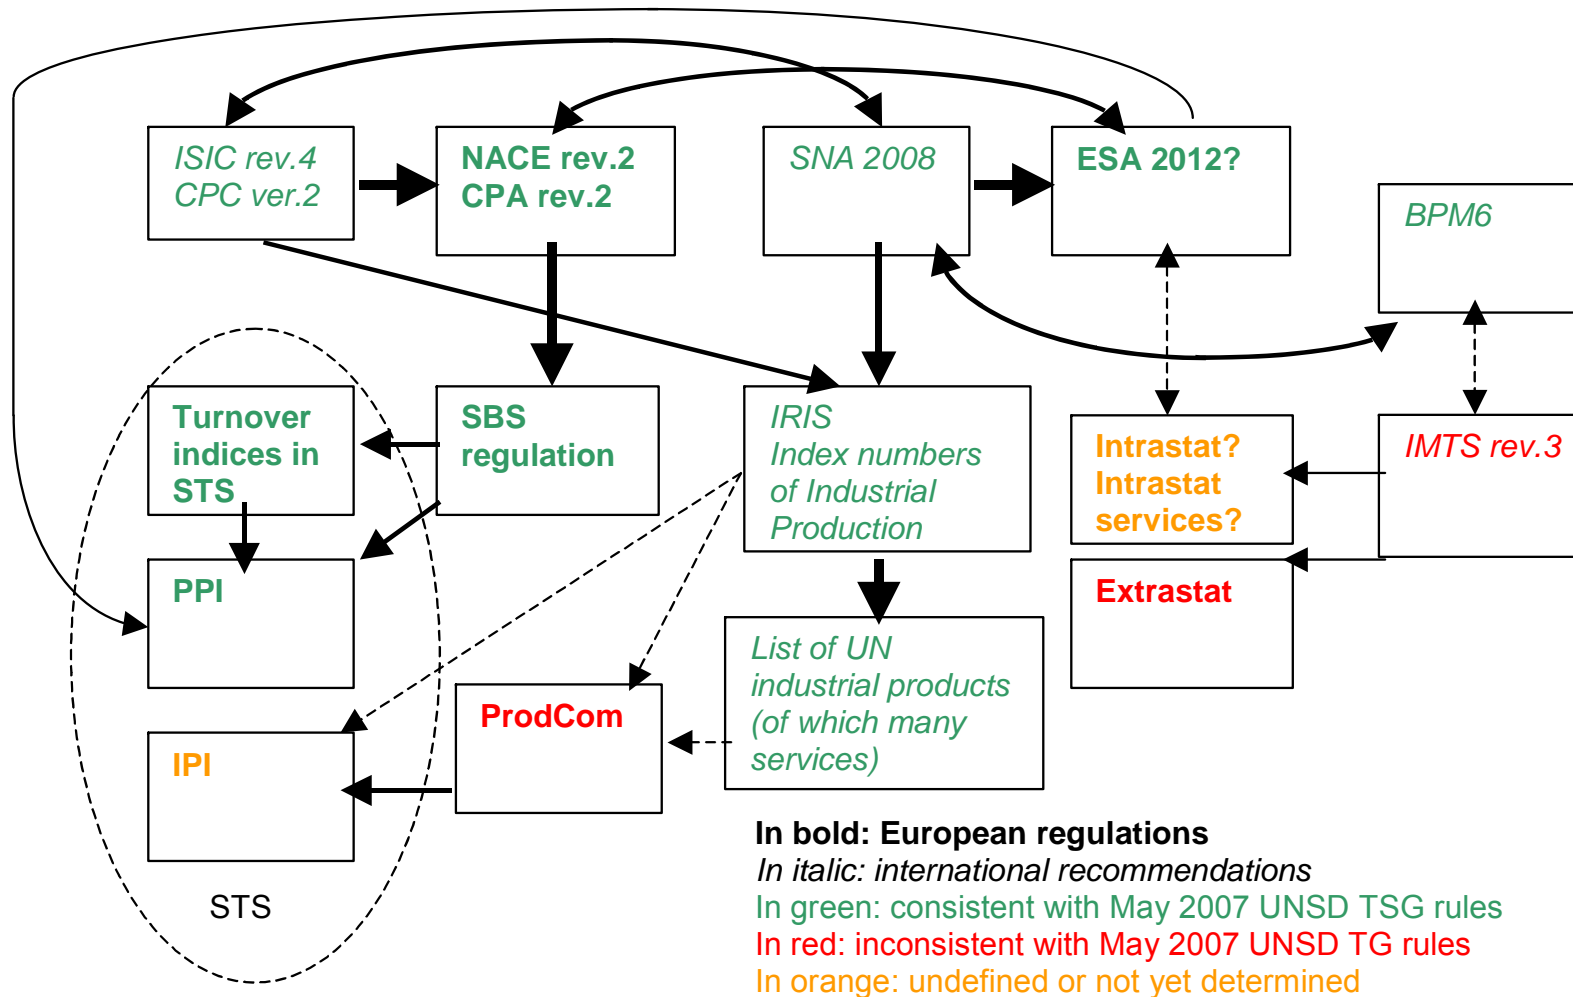 ISIC rev.4
CPC ver.2
NACE rev.2
CPA rev.2
SNA 2008
ESA 2012?
BPM6
Turnover
indices in
STS
SBS
regulation
IRIS
Index numbers
of Industrial
Production
Intrastat?
Intrastat
services?
IMTS rev.3
PPI
Extrastat
List of UN
industrial products
(of which many
services)
ProdCom
IPI
STS
In bold: European regulations
In italic: international recommendations
In green: consistent with May 2007 UNSD TSG rules
In red: inconsistent with May 2007 UNSD TG rules
In orange: undefined or not yet determined